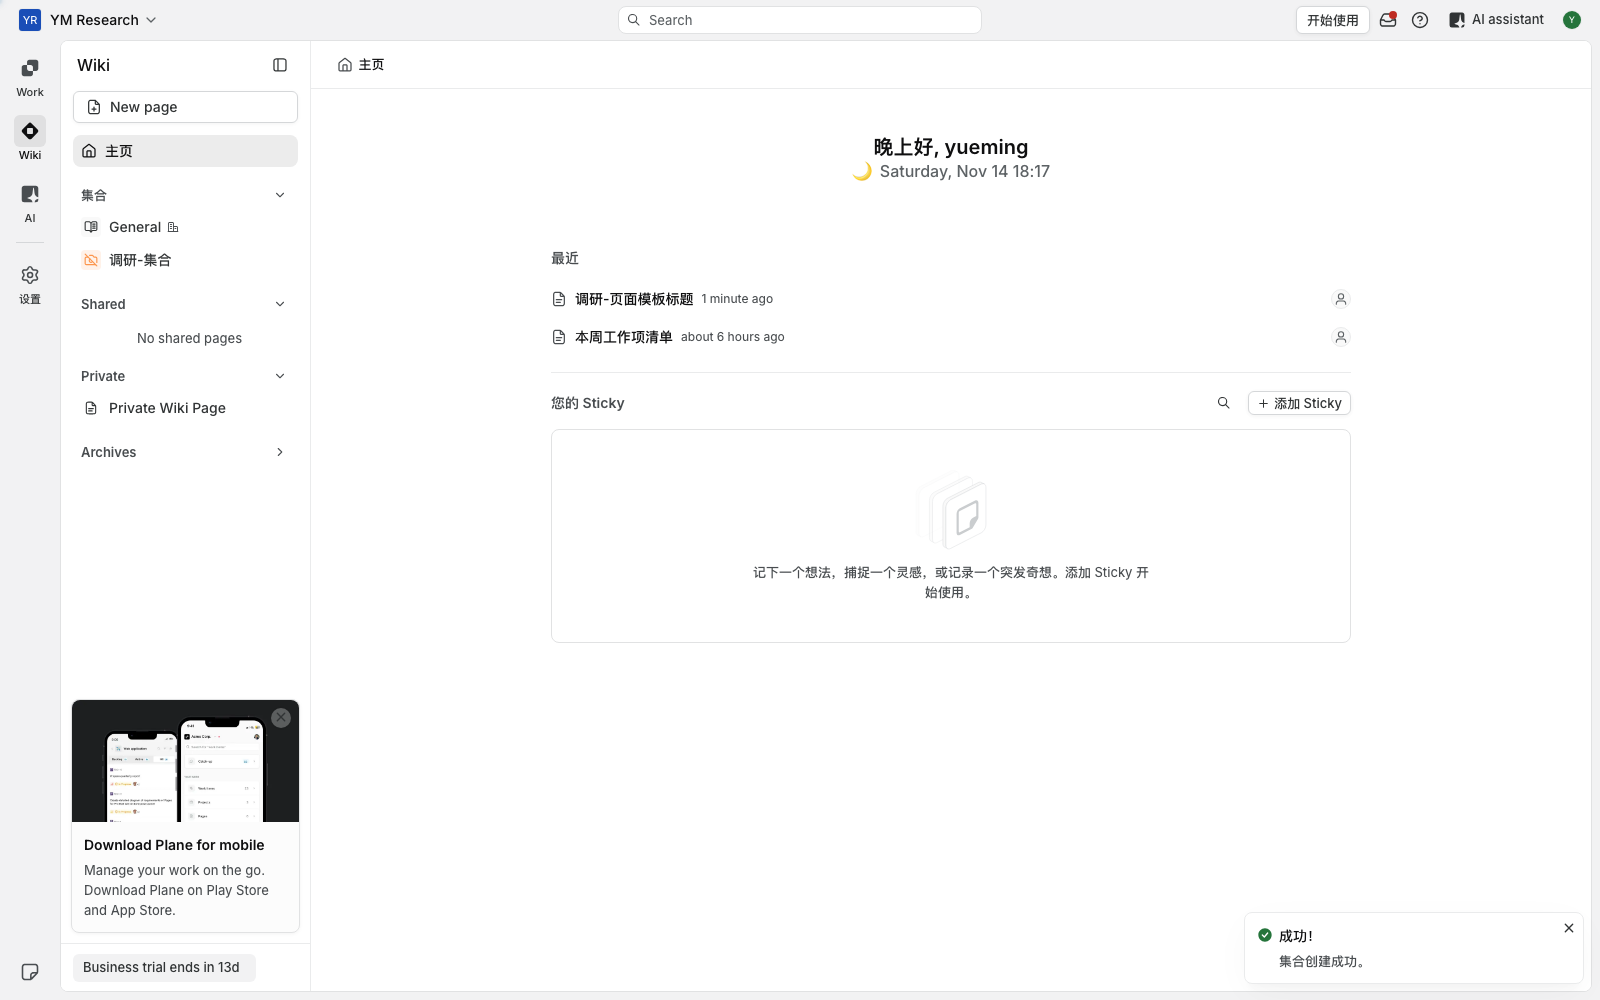 YR YM Research
Search
开始使用
AI assistant
Y
Work
Wiki
AI
设置
Wiki
New page
主页
集合
General
调研-集合
Shared
No shared pages
Private
Private Wiki Page
Archives
Download Plane for mobile
Manage your work on the go.
Download Plane on Play Store
and App Store.
Business trial ends in 13d
主页
晚上好, yueming
🌙 Saturday, Nov 14 18:17
最近
调研-页面模板标题 1 minute ago
本周工作项清单 about 6 hours ago
您的 Sticky
添加 Sticky
记下一个想法，捕捉一个灵感，或记录一个突发奇想。添加 Sticky 开
始使用。
成功！
集合创建成功。